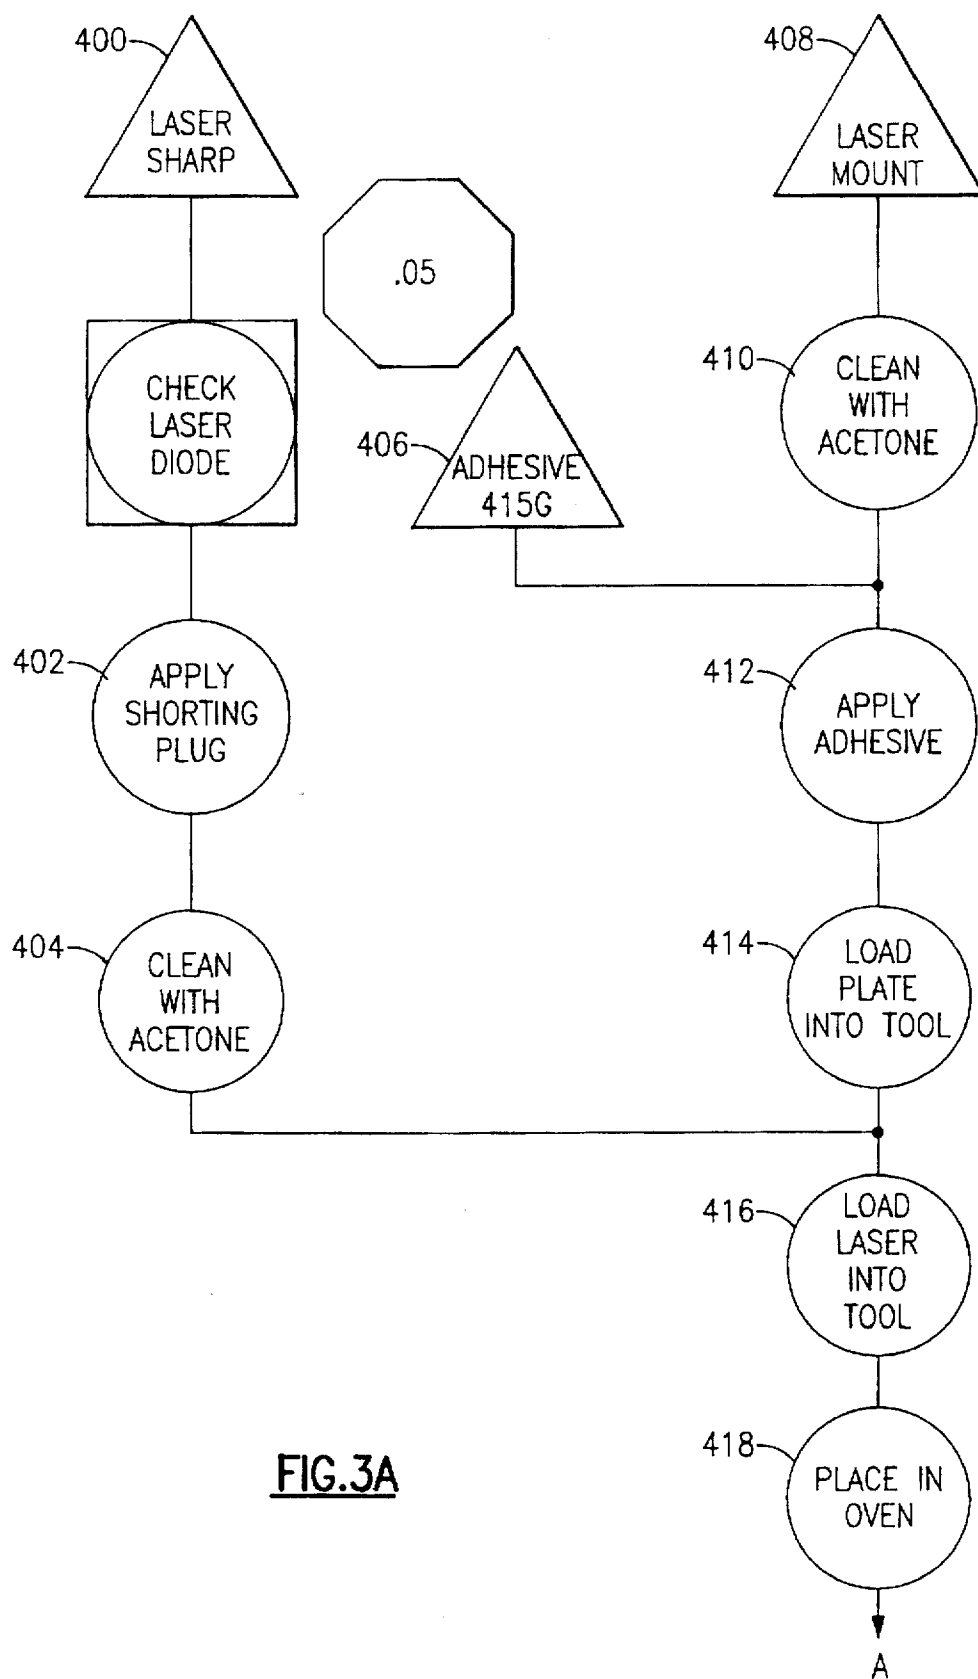 400
LASER
SHARP
408
LASER
MOUNT
.05
CHECK
LASER
DIODE
406
ADHESIVE
415G
410
CLEAN
WITH
ACETONE
402
APPLY
SHORTING
PLUG
412
APPLY
ADHESIVE
404
CLEAN
WITH
ACETONE
414
LOAD
PLATE
INTO TOOL
416
LOAD
LASER
INTO
TOOL
418
PLACE IN
OVEN
FIG.3A
A